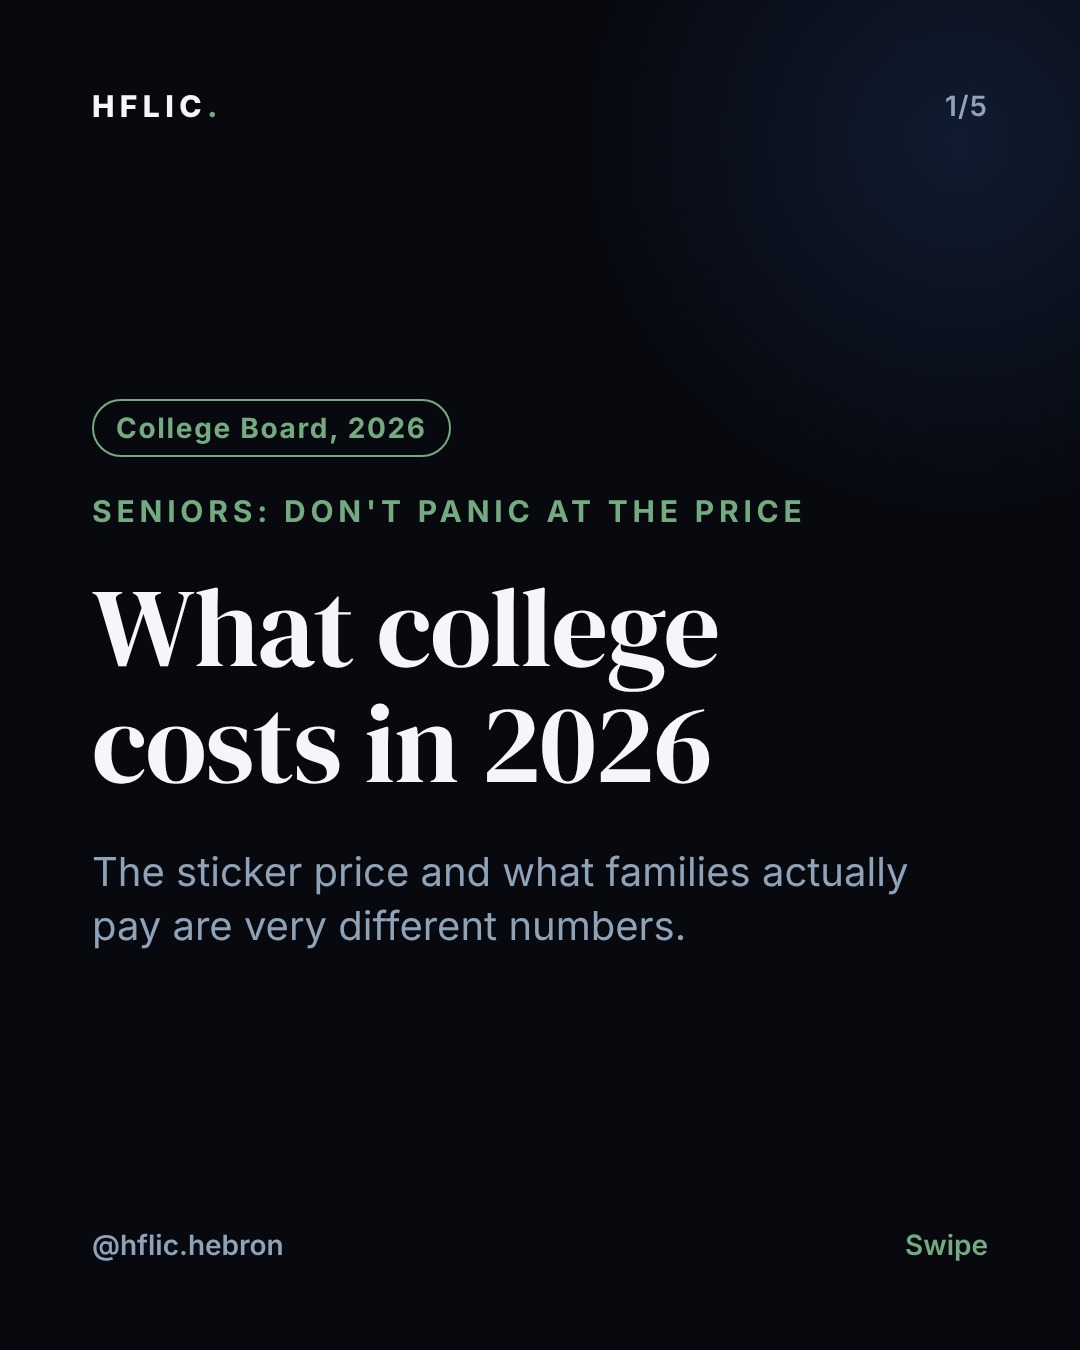 HFLIC.
1/5
College Board, 2026
SENIORS: DON'T PANIC AT THE PRICE
What college
costs in 2026
The sticker price and what families actually
pay are very different numbers.
@hflic.hebron
Swipe